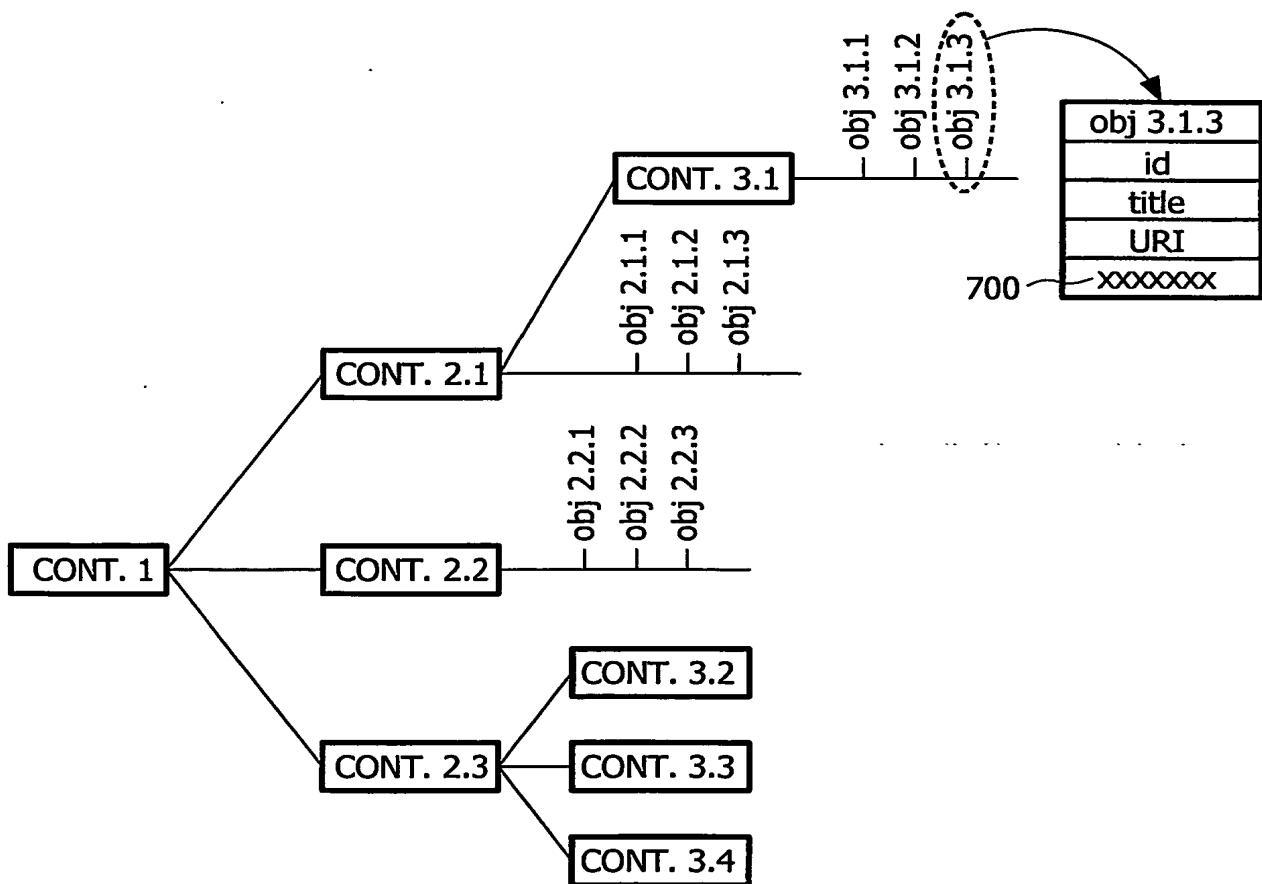 obj 3.1.1
obj 3.1.2
obj 3.1.3
obj 3.1.3
id
title
URI
700
xxxxxxx
CONT. 3.1
obj 2.1.1
obj 2.1.2
obj 2.1.3
CONT. 2.1
obj 2.2.1
obj 2.2.2
obj 2.2.3
CONT. 1
CONT. 2.2
CONT. 3.2
CONT. 2.3
CONT. 3.3
CONT. 3.4